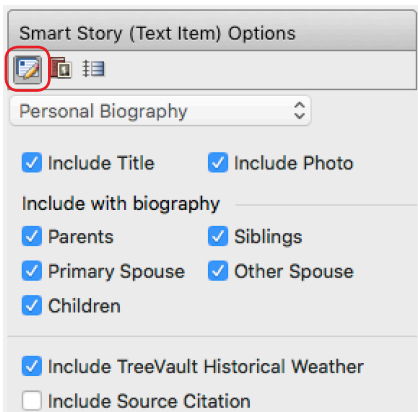 Smart Story (Text Item) Options
Personal Biography
Include Title Include Photo
Include with biography
Parents Siblings
Primary Spouse Other Spouse
Children
Include TreeVault Historical Weather
Include Source Citation